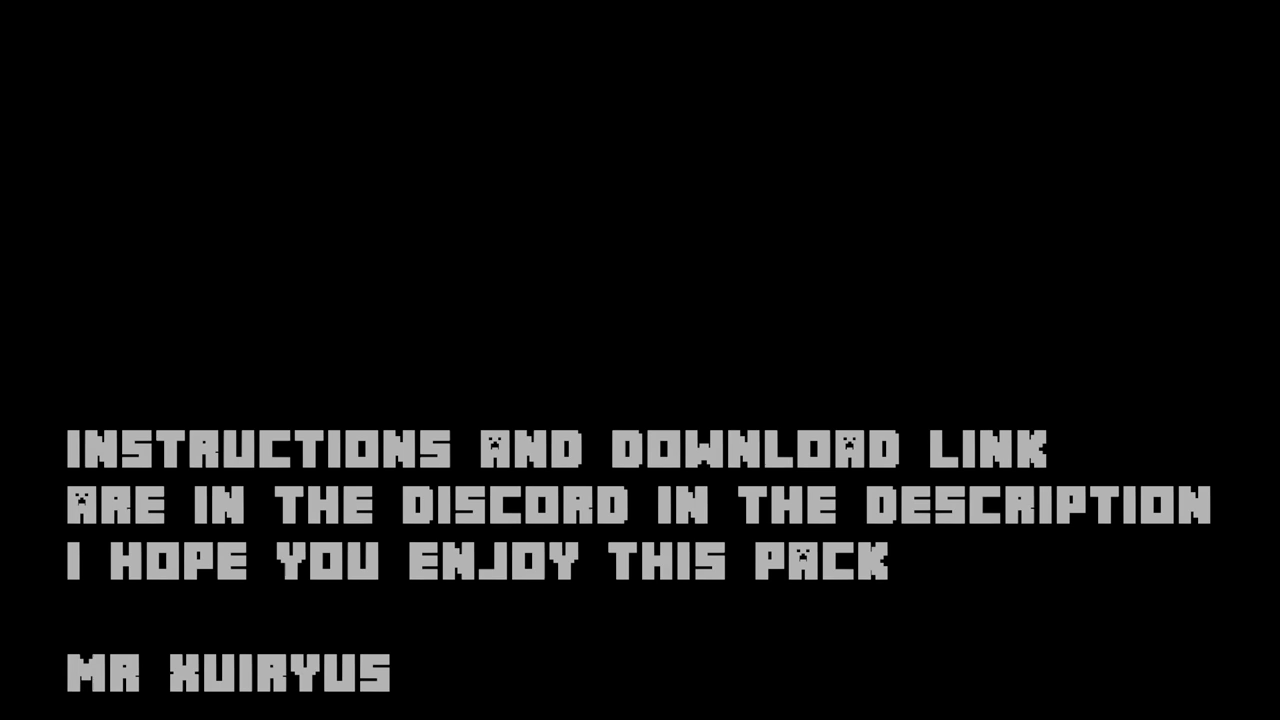 INSTRUCTIONS AND DOWNLOAD LINK
ARE IN THE DISCORD IN THE DESCRIPTION
I HOPE YOU ENJOY THIS PACK
MR XUIRYUS